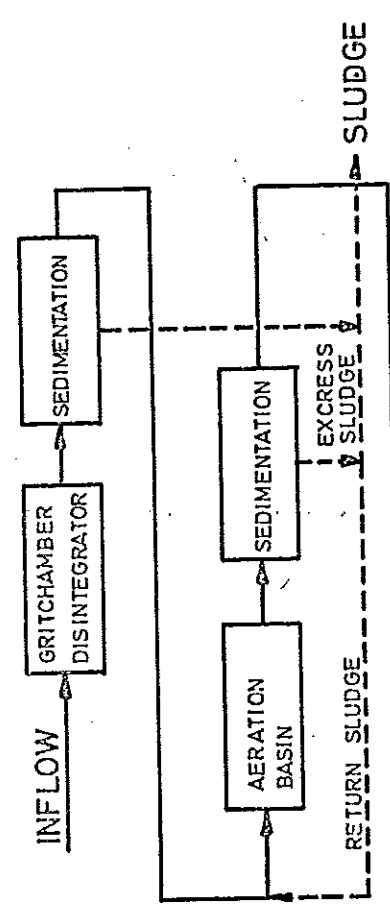 INFLOW
GRITCHAMBER
DISINTEGRATOR
SEDIMENTATION
AERATION
BASIN
SEDIMENTATION
EXCRESS
SLUDGE
RETURN SLUDGE
SLUDGE